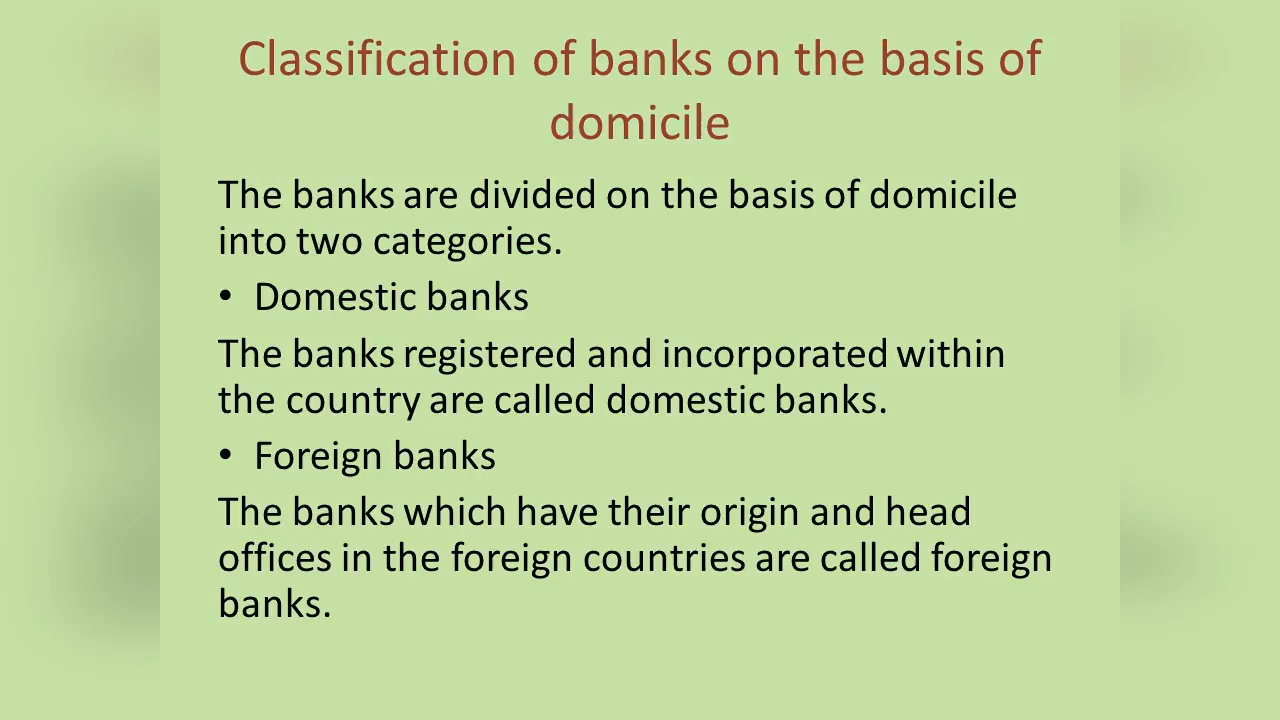 Classification of banks on the basis of
domicile
The banks are divided on the basis of domicile
into two categories.
• Domestic banks
The banks registered and incorporated within
the country are called domestic banks.
• Foreign banks
The banks which have their origin and head
offices in the foreign countries are called foreign
banks.